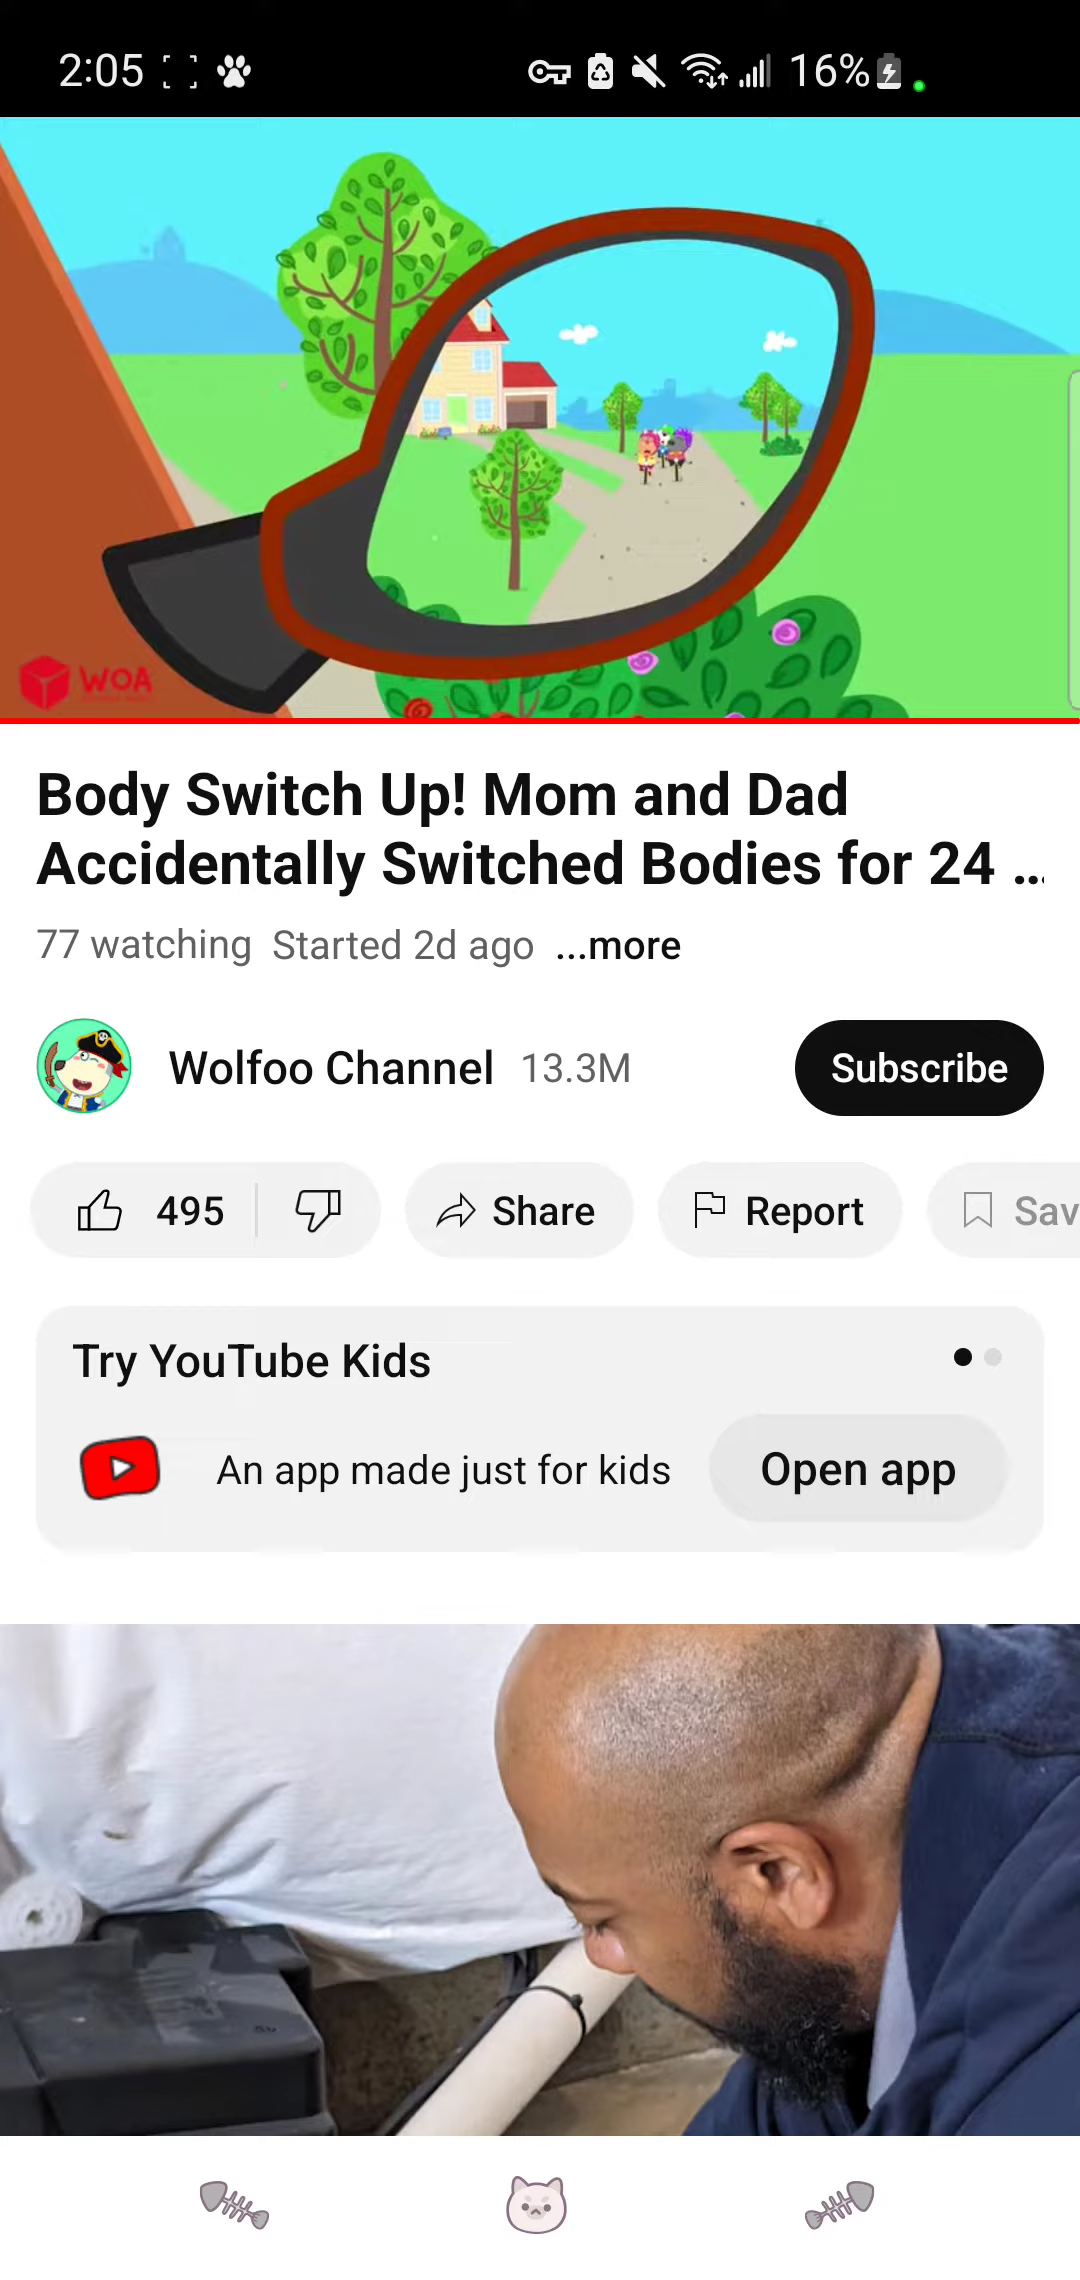 2:05
16%
WOA
Body Switch Up! Mom and Dad
Accidentally Switched Bodies for 24 ...
77 watching Started 2d ago ...more
Wolfoo Channel 13.3M
Subscribe
495
Share
Report
Sav
Try YouTube Kids
An app made just for kids
Open app